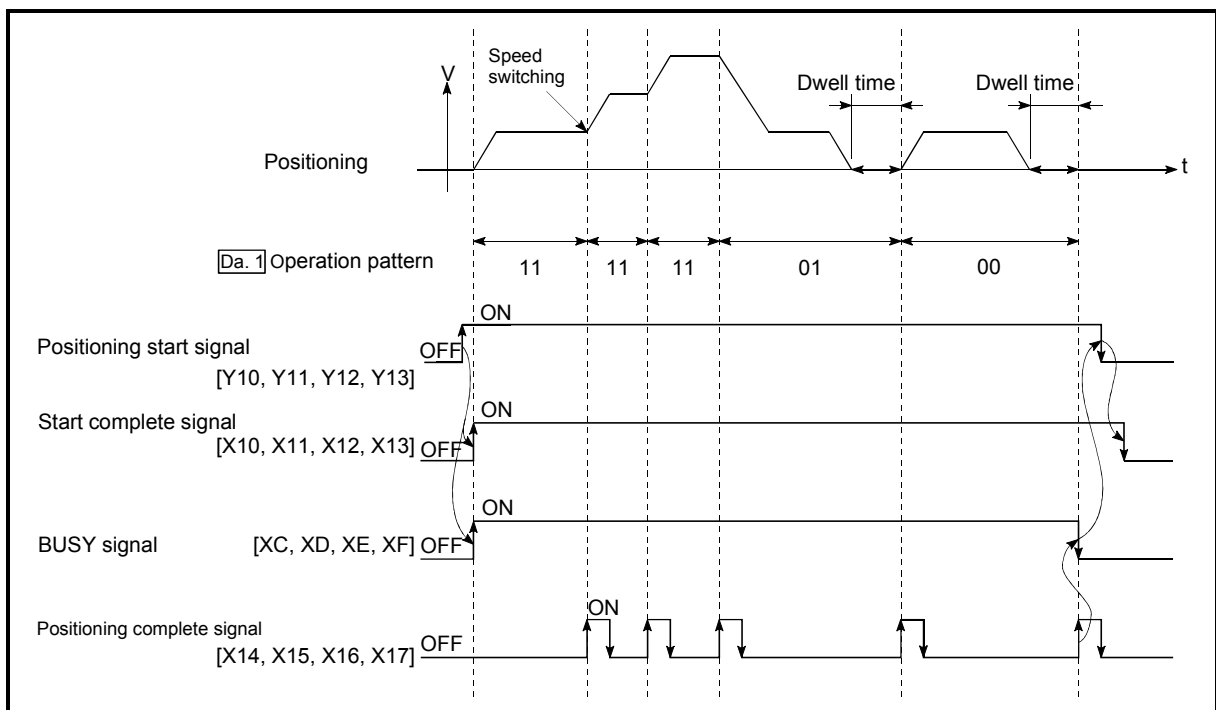 V
Speed
switching
Dwell time
Dwell time
Positioning
t
Da. 1 Operation pattern
11
11
11
01
00
ON
Positioning start signal
OFF
[Y10, Y11, Y12, Y13]
ON
Start complete signal
[X10, X11, X12, X13] OFF
ON
BUSY signal [XC, XD, XE, XF] OFF
ON
Positioning complete signal
OFF
[X14, X15, X16, X17]